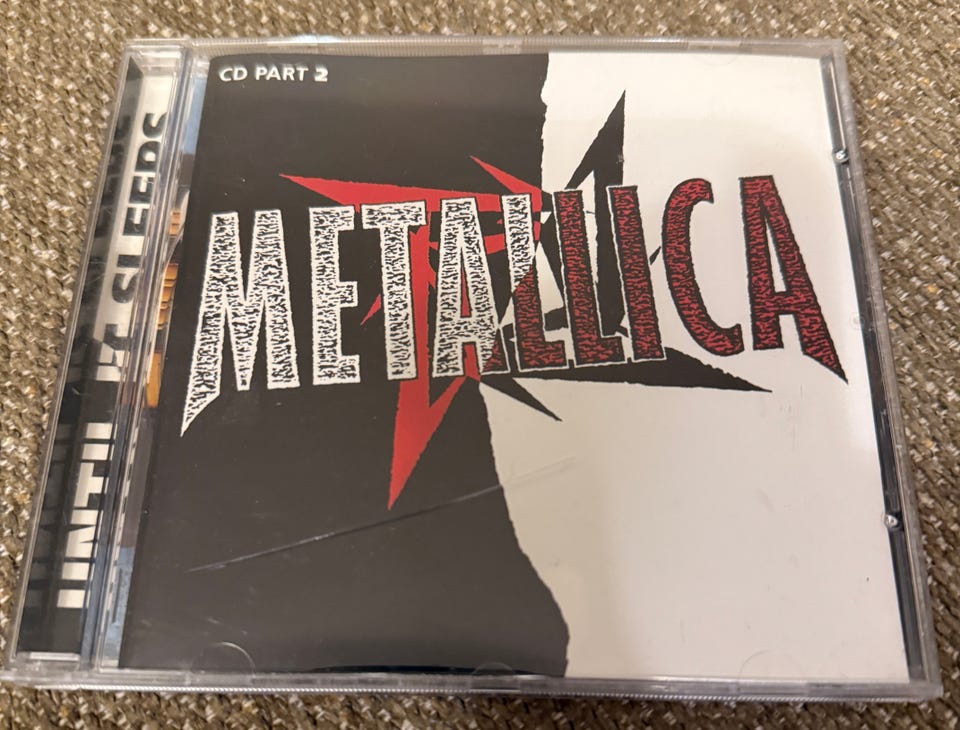 CD PART 2
METALLICA
UNTIL IT SLEEPS